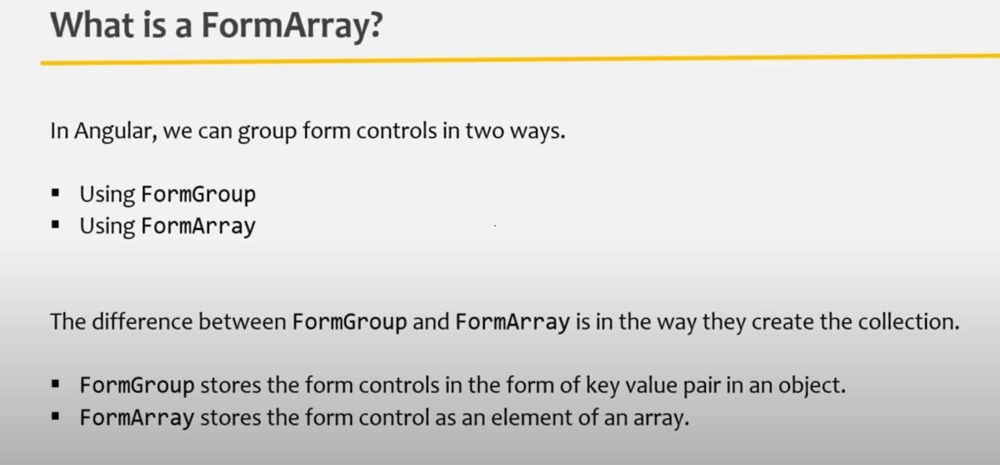 What is a FormArray?
In Angular, we can group form controls in two ways.
▪ Using FormGroup
▪ Using FormArray
The difference between FormGroup and FormArray is in the way they create the collection.
▪ FormGroup stores the form controls in the form of key value pair in an object.
▪ FormArray stores the form control as an element of an array.